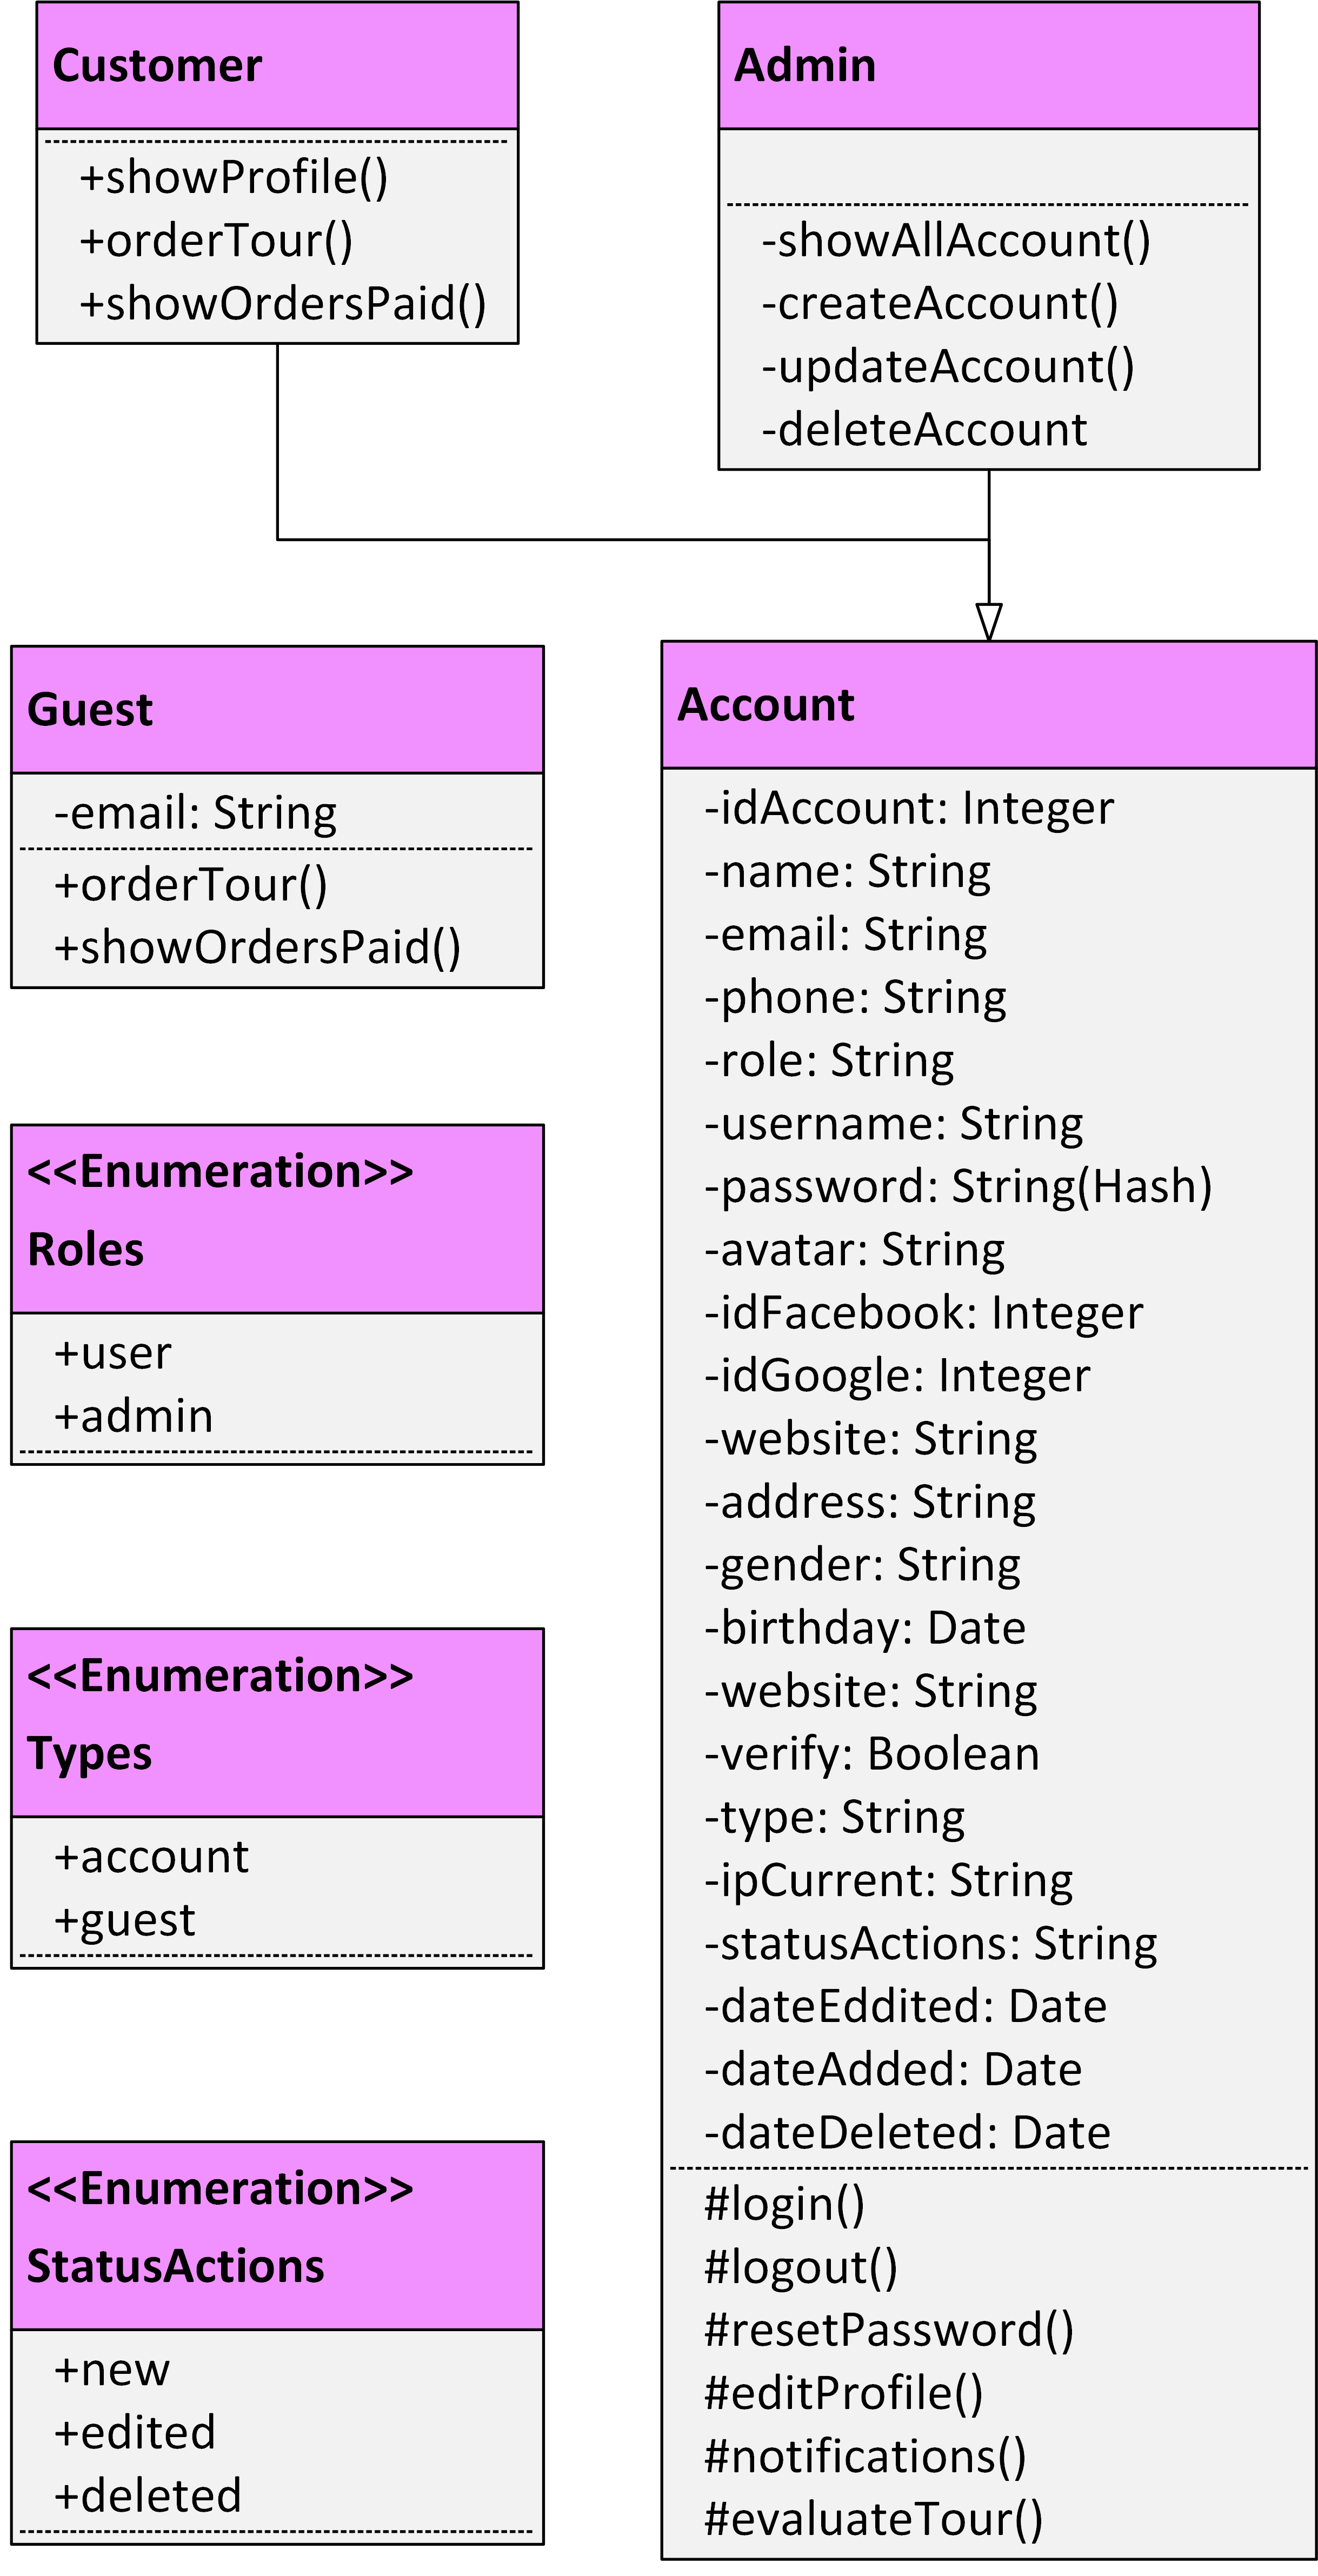 Customer
+showProfile()
+orderTour()
+showOrdersPaid()
Admin
-showAllAccount()
-createAccount()
-updateAccount()
-deleteAccount
Guest
-email: String
+orderTour()
+showOrdersPaid()
<<Enumeration>>
Roles
+user
+admin
<<Enumeration>>
Types
+account
+guest
<<Enumeration>>
StatusActions
+new
+edited
+deleted
Account
-idAccount: Integer
-name: String
-email: String
-phone: String
-role: String
-username: String
-password: String(Hash)
-avatar: String
-idFacebook: Integer
-idGoogle: Integer
-website: String
-address: String
-gender: String
-birthday: Date
-website: String
-verify: Boolean
-type: String
-ipCurrent: String
-statusActions: String
-dateEddited: Date
-dateAdded: Date
-dateDeleted: Date
#login()
#logout()
#resetPassword()
#editProfile()
#notifications()
#evaluateTour()